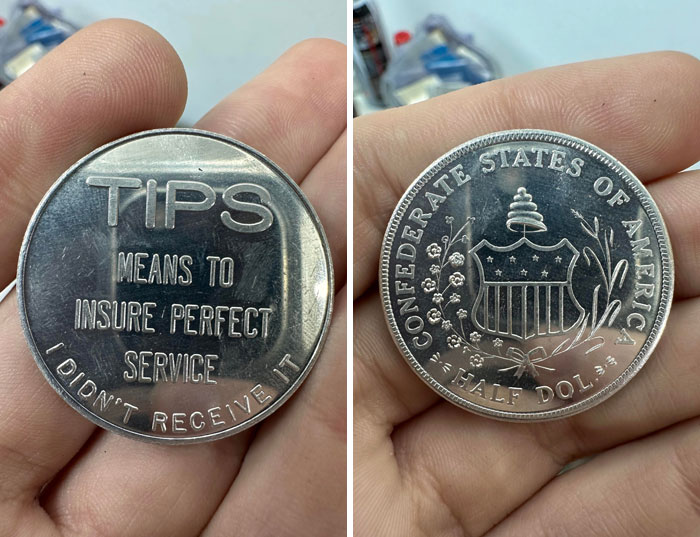 TIPS
MEANS TO
INSURE PERFECT
SERVICE
I DIDN'T RECEIVE IT
CONFEDERATE STATES OF AMERICA
HALF DOL.